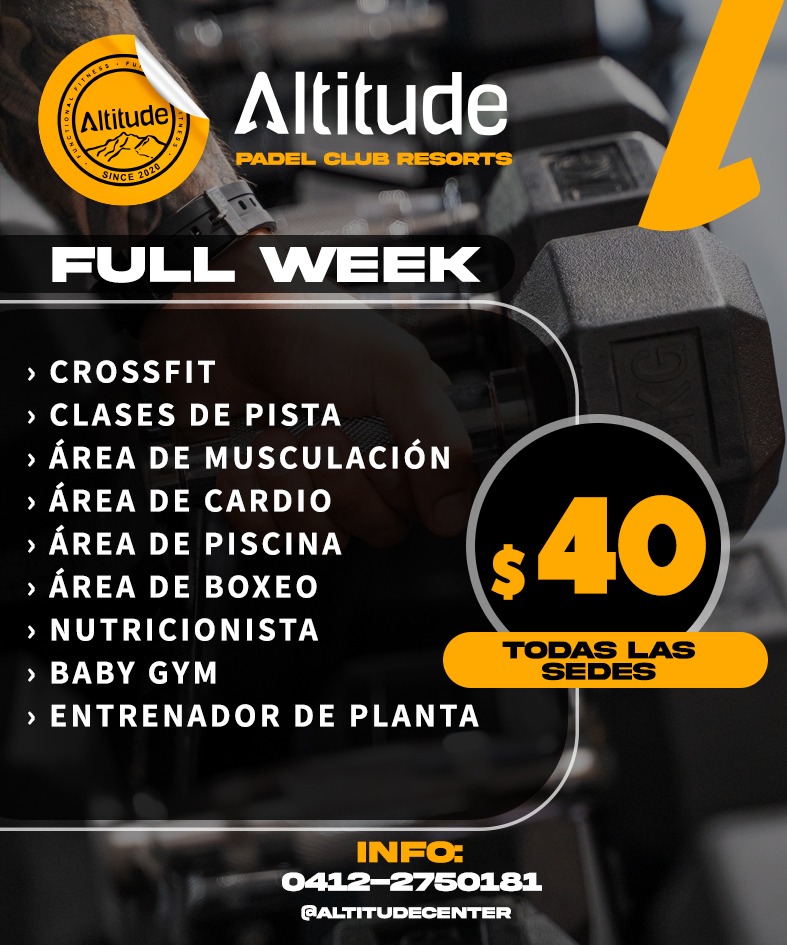 FUNCTIONAL FITNESS
Altitude
SINCE 2020
Altitude
PADEL CLUB RESORTS
FULL WEEK
› CROSSFIT
› CLASES DE PISTA
› ÁREA DE MUSCULACIÓN
› ÁREA DE CARDIO
› ÁREA DE PISCINA
› ÁREA DE BOXEO
› NUTRICIONISTA
› BABY GYM
› ENTRENADOR DE PLANTA
$40
TODAS LAS
SEDES
INFO:
0412-2750181
@ALTITUDECENTER